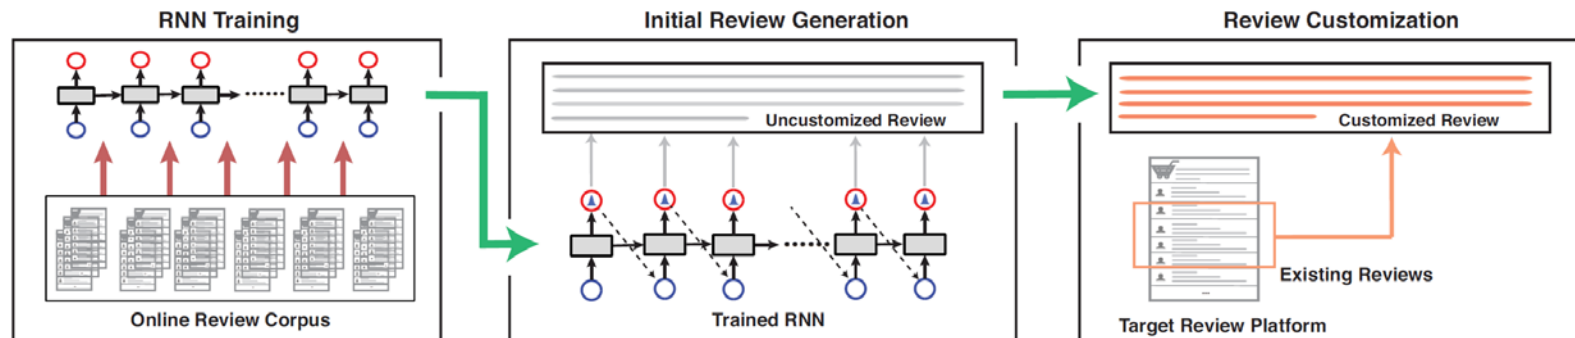 RNN Training
Initial Review Generation
Review Customization
Uncustomized Review
Customized Review
Existing Reviews
Online Review Corpus
Trained RNN
Target Review Platform